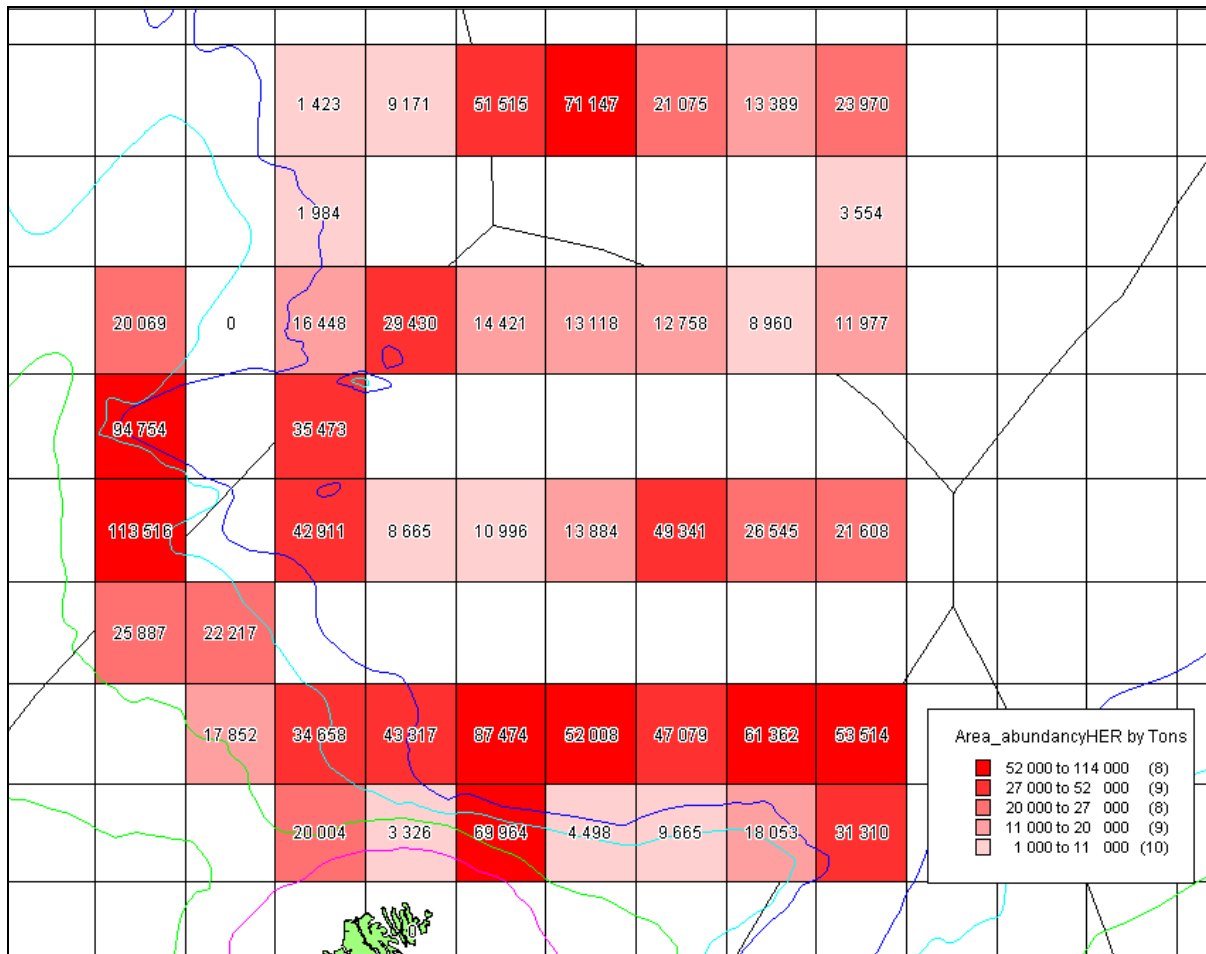 1 423 9 171 51 515 71 147 21 075 13 389 23 970
1 984 3 554
20 069 0 16 448 29 430 14 421 13 118 12 758 8 960 11 977
94 754 35 473
113 516 42 911 8 665 10 996 13 884 49 341 26 545 21 608
25 887 22 217
17 852 34 658 43 317 87 474 52 008 47 079 61 362 53 514
Area_abundancyHER by Tons
52 000 to 114 000 (8)
27 000 to 52 000 (9)
20 000 to 27 000 (8)
11 000 to 20 000 (9)
1 000 to 11 000 (10)
20 004 3 326 69 964 4 498 9 665 18 053 31 310
0